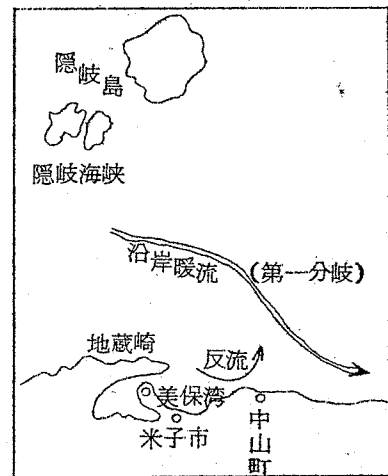 隠岐島
隠岐海峡
沿岸暖流
(第一分岐)
地蔵崎
反流
美保湾
米子市
中山町